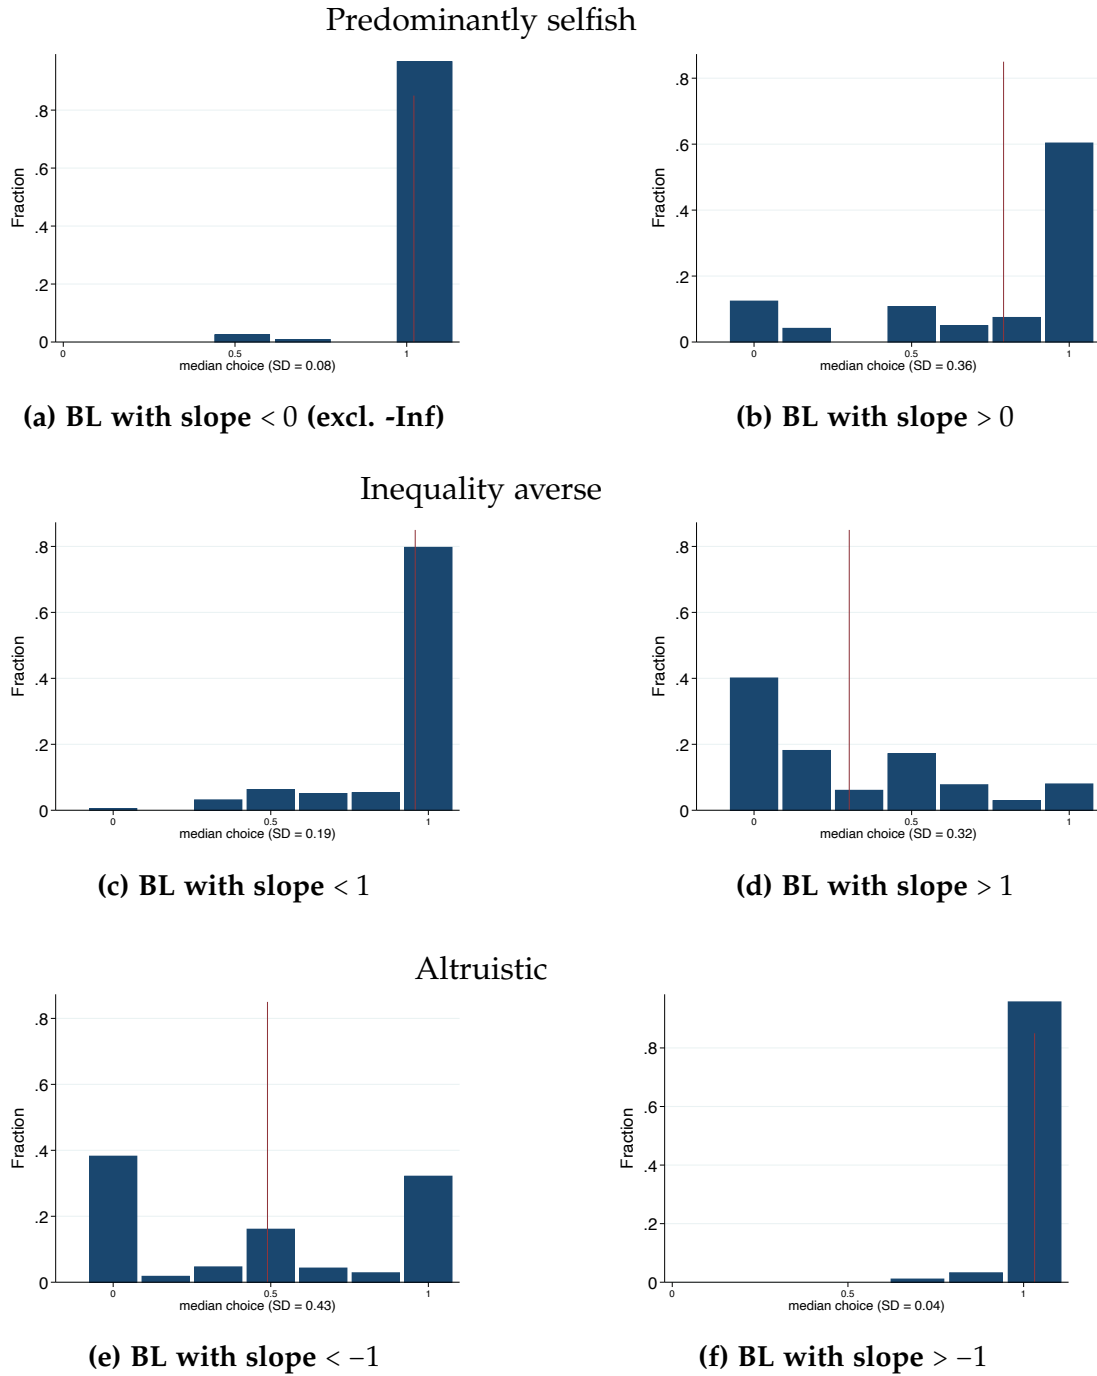 Predominantly selfish
Fraction
.8
.6
.4
.2
0
0 0.5 1
median choice (SD = 0.08)
(a) BL with slope < 0 (excl. -Inf)
Fraction
.8
.6
.4
.2
0
0 0.5 1
median choice (SD = 0.36)
(b) BL with slope > 0
Inequality averse
Fraction
.8
.6
.4
.2
0
0 0.5 1
median choice (SD = 0.19)
(c) BL with slope < 1
Fraction
.8
.6
.4
.2
0
0 0.5 1
median choice (SD = 0.32)
(d) BL with slope > 1
Altruistic
Fraction
.8
.6
.4
.2
0
0 0.5 1
median choice (SD = 0.43)
(e) BL with slope < −1
Fraction
.8
.6
.4
.2
0
0 0.5 1
median choice (SD = 0.04)
(f) BL with slope > −1